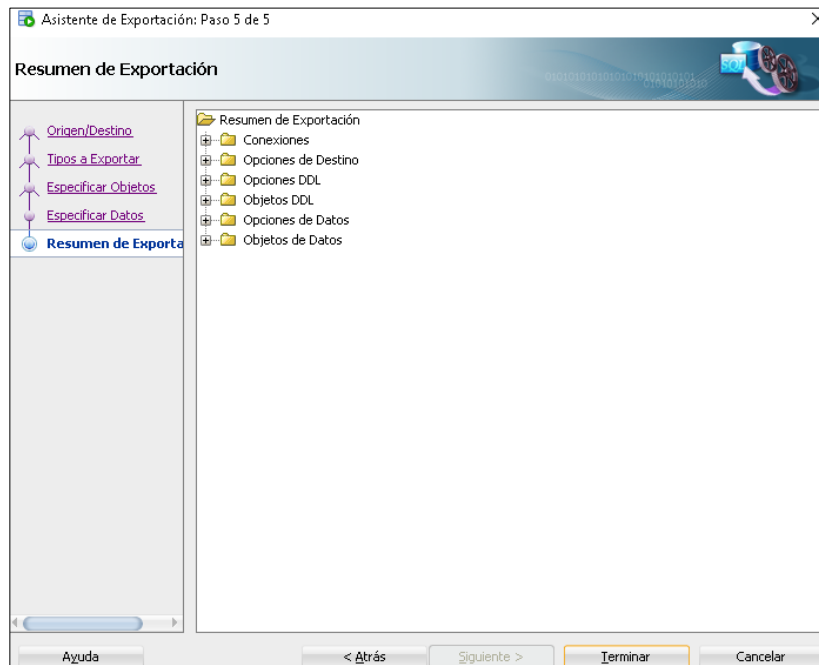 Asistente de Exportación: Paso 5 de 5
Resumen de Exportación
SQL
Origen/Destino
Tipos a Exportar
Especificar Objetos
Especificar Datos
Resumen de Exporta
Resumen de Exportación
Conexiones
Opciones de Destino
Opciones DDL
Objetos DDL
Opciones de Datos
Objetos de Datos
Ayuda
< Atrás
Siguiente >
Terminar
Cancelar